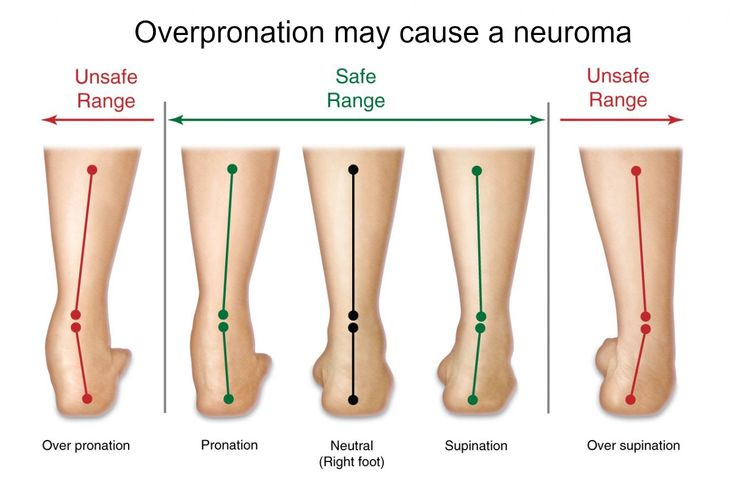 Overpronation may cause a neuroma
Unsafe
Range
Safe
Range
Unsafe
Range
Over pronation
Pronation
Neutral
(Right foot)
Supination
Over supination